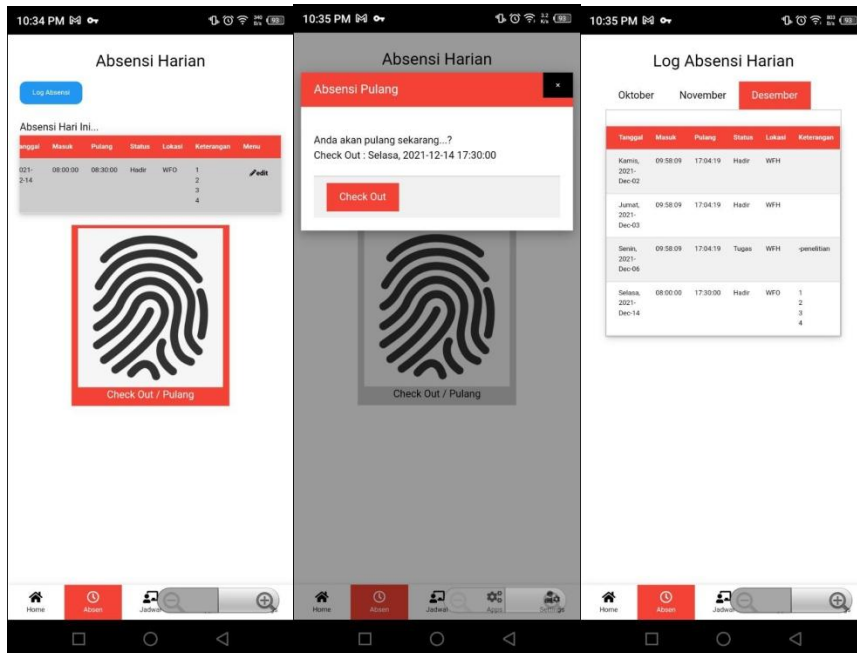 10:34 PM
93
Absensi Harian
Log Absensi
Absensi Hari Ini...
anggal Masuk Pulang Status Lokasi Keterangan Menu
021- 08:00:00 08:30:00 Hadir WFO 1 edit
2-14 2
3
4
Check Out / Pulang
Home Absen Jadwal
10:35 PM
93
Absensi Harian
Absensi Pulang ×
Anda akan pulang sekarang...?
Check Out : Selasa, 2021-12-14 17:30:00
Check Out
Check Out / Pulang
Home Absen Jadwal Apps Settings
10:35 PM
93
Log Absensi Harian
Oktober November Desember
Tanggal Masuk Pulang Status Lokasi Keterangan
Kamis, 09:58:09 17:04:19 Hadir WFH
2021-
Dec-02
Jumat, 09:58:09 17:04:19 Hadir WFH
2021-
Dec-03
Senin, 09:58:09 17:04:19 Tugas WFH -penelitian
2021-
Dec-06
Selasa, 08:00:00 17:30:00 Hadir WFO 1
2021- 2
Dec-14 3
4
Home Absen Jadwal